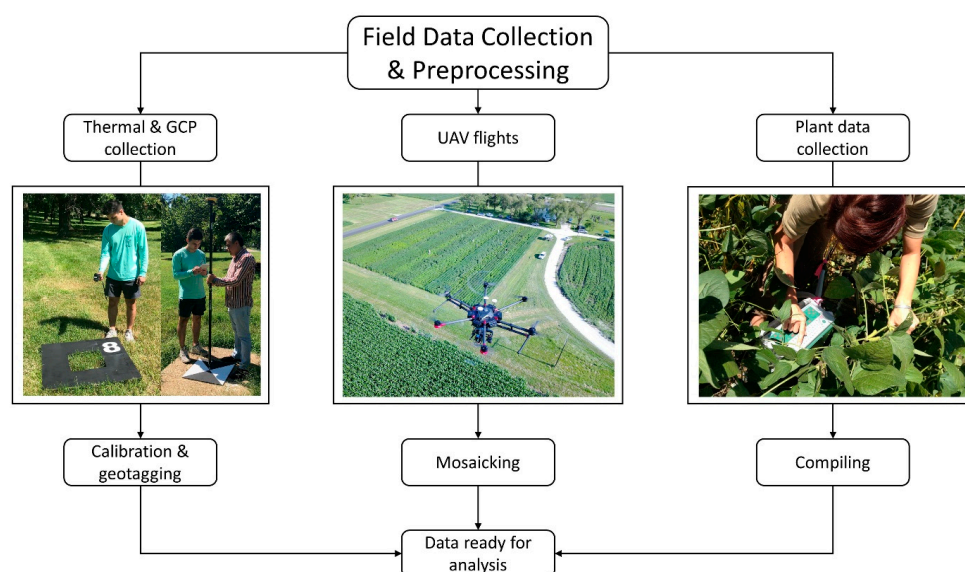 Field Data Collection
& Preprocessing
Thermal & GCP
collection
UAV flights
Plant data
collection
8
Calibration &
geotagging
Mosaicking
Compiling
Data ready for
analysis